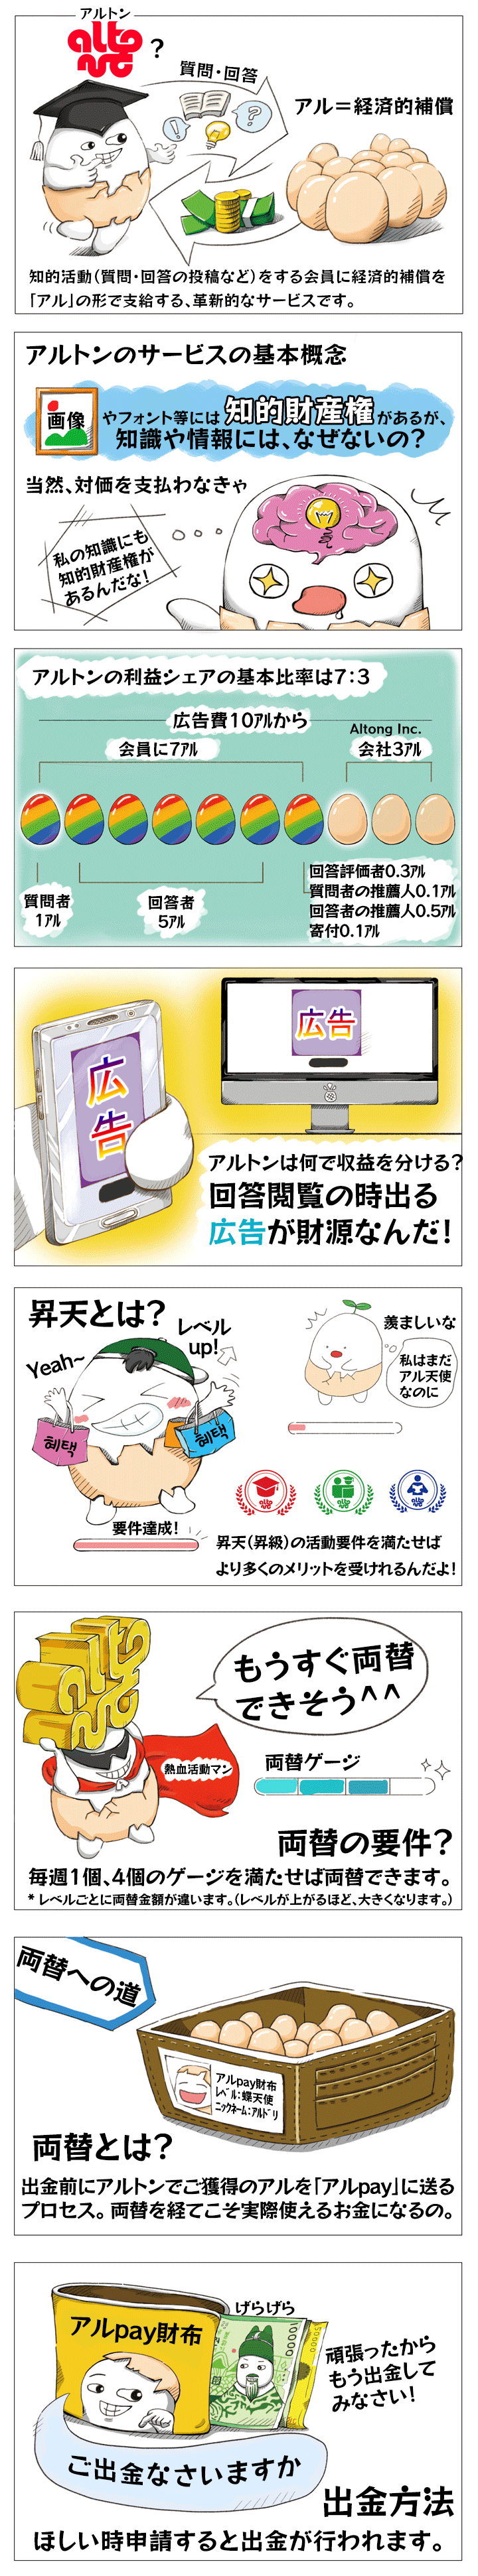 アルトン
altong
?
質問・回答
! ?
アル＝経済的補償
知的活動（質問・回答の投稿など）をする会員に経済的補償を
「アル」の形で支給する、革新的なサービスです。
アルトンのサービスの基本概念
画像やフォント等には知的財産権があるが、
知識や情報には、なぜないの？
当然、対価を支払わなきゃ
私の知識にも
知的財産権が
あるんだな！
アルトンの利益シェアの基本比率は7：3
広告費10アルから
Altong Inc.
会員に7アル
会社3アル
質問者
1アル
回答者
5アル
回答評価者0.3アル
質問者の推薦人0.1アル
回答者の推薦人0.5アル
寄付0.1アル
広告
広告
アルトンは何で収益を分ける？
回答閲覧の時出る
広告が財源なんだ！
昇天とは？
レベル
up!
Yeah~
혜택
혜택
要件達成！
羨ましいな
私はまだ
アル天使
なのに
昇天（昇級）の活動要件を満たせば
より多くのメリットを受けれるんだよ！
altong
もうすぐ両替
できそう^^
熱血活動マン
両替ゲージ
両替の要件？
毎週1個、4個のゲージを満たせば両替できます。
* レベルごとに両替金額が違います。（レベルが上がるほど、大きくなります。）
両替への道
アルpay財布
レベル：蝶天使
ニックネーム：アルドリ
両替とは？
出金前にアルトンでご獲得のアルを「アルpay」に送る
プロセス。両替を経てこそ実際使えるお金になるの。
げらげら
アルpay財布
10000
頑張ったから
もう出金して
みなさい！
ご出金なさいますか
出金方法
ほしい時申請すると出金が行われます。